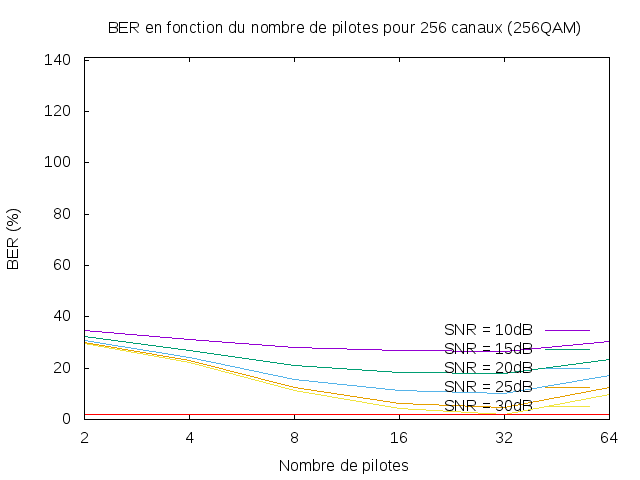 BER en fonction du nombre de pilotes pour 256 canaux (256QAM)
140
120
100
80
60
40
20
0
BER (%)
SNR = 10dB
SNR = 15dB
SNR = 20dB
SNR = 25dB
SNR = 30dB
2 4 8 16 32 64
Nombre de pilotes